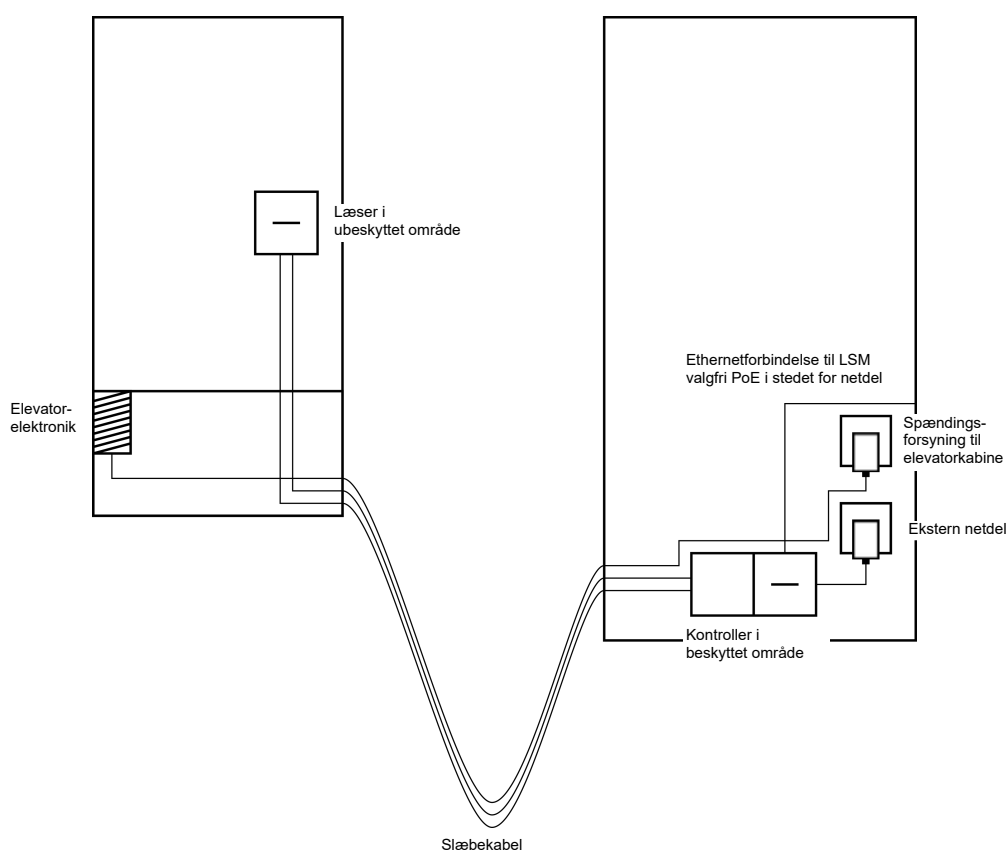 Læser i
ubeskyttet område
Ethernetforbindelse til LSM
valgfri PoE i stedet for netdel
Elevator-
elektronik
Spændings-
forsyning til
elevatorkabine
Ekstern netdel
Kontroller i
beskyttet område
Slæbekabel